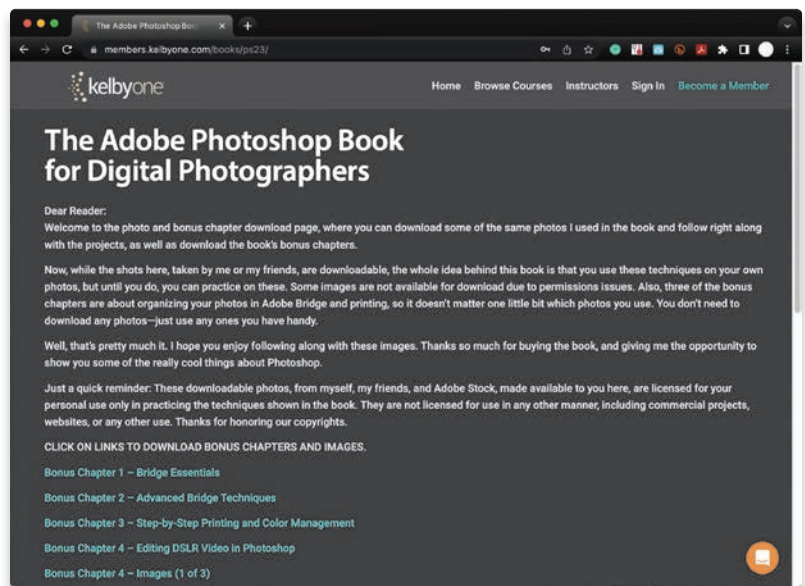 The Adobe Photoshop Boo
members.kelbyone.com/books/ps23/
kelbyone
Home Browse Courses Instructors Sign In Become a Member
The Adobe Photoshop Book
for Digital Photographers
Dear Reader:
Welcome to the photo and bonus chapter download page, where you can download some of the same photos I used in the book and follow right along
with the projects, as well as download the book's bonus chapters.
Now, while the shots here, taken by me or my friends, are downloadable, the whole idea behind this book is that you use these techniques on your own
photos, but until you do, you can practice on these. Some images are not available for download due to permissions issues. Also, three of the bonus
chapters are about organizing your photos in Adobe Bridge and printing, so it doesn't matter one little bit which photos you use. You don't need to
download any photos—just use any ones you have handy.
Well, that's pretty much it. I hope you enjoy following along with these images. Thanks so much for buying the book, and giving me the opportunity to
show you some of the really cool things about Photoshop.
Just a quick reminder: These downloadable photos, from myself, my friends, and Adobe Stock, made available to you here, are licensed for your
personal use only in practicing the techniques shown in the book. They are not licensed for use in any other manner, including commercial projects,
websites, or any other use. Thanks for honoring our copyrights.
CLICK ON LINKS TO DOWNLOAD BONUS CHAPTERS AND IMAGES.
Bonus Chapter 1 – Bridge Essentials
Bonus Chapter 2 – Advanced Bridge Techniques
Bonus Chapter 3 – Step-by-Step Printing and Color Management
Bonus Chapter 4 – Editing DSLR Video in Photoshop
Bonus Chapter 4 – Images (1 of 3)